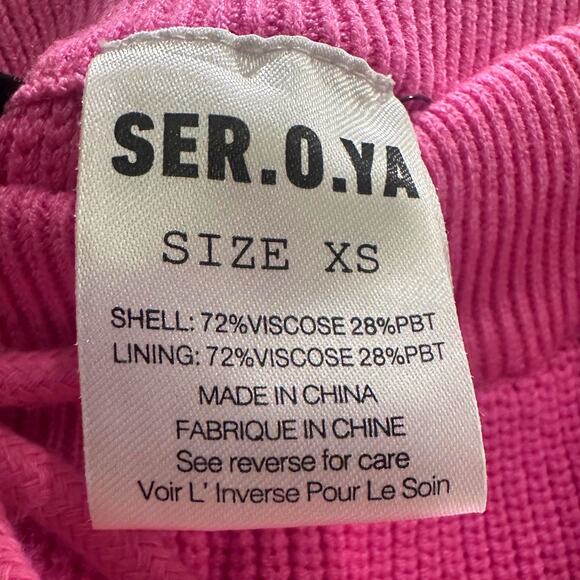 SER.O.YA
SIZE XS
SHELL: 72%VISCOSE 28%PBT
LINING: 72%VISCOSE 28%PBT
MADE IN CHINA
FABRIQUE IN CHINE
See reverse for care
Voir L' Inverse Pour Le Soin